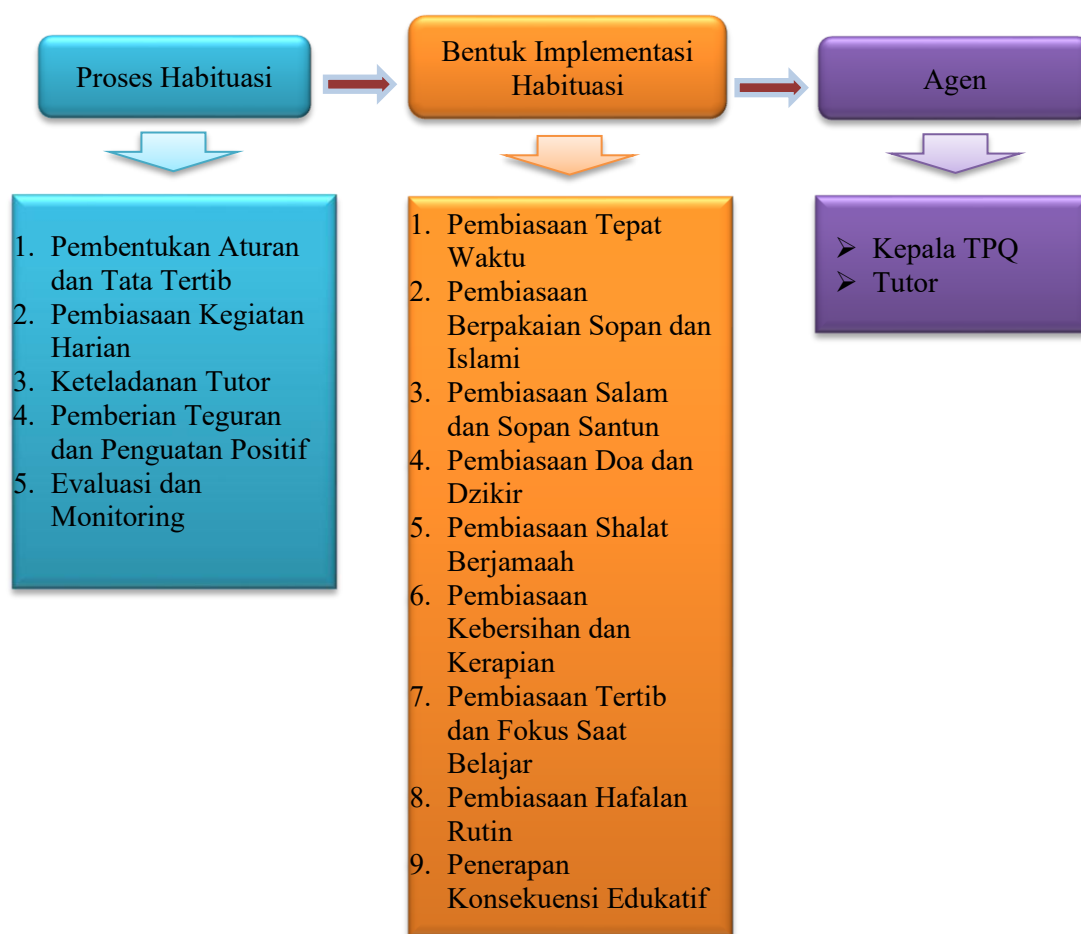 Proses Habituasi
Bentuk Implementasi
Habituasi
Agen
1. Pembentukan Aturan
dan Tata Tertib
2. Pembiasaan Kegiatan
Harian
3. Keteladanan Tutor
4. Pemberian Teguran
dan Penguatan Positif
5. Evaluasi dan
Monitoring
1. Pembiasaan Tepat
Waktu
2. Pembiasaan
Berpakaian Sopan dan
Islami
3. Pembiasaan Salam
dan Sopan Santun
4. Pembiasaan Doa dan
Dzikir
5. Pembiasaan Shalat
Berjamaah
6. Pembiasaan
Kebersihan dan
Kerapian
7. Pembiasaan Tertib
dan Fokus Saat
Belajar
8. Pembiasaan Hafalan
Rutin
9. Penerapan
Konsekuensi Edukatif
➢ Kepala TPQ
➢ Tutor